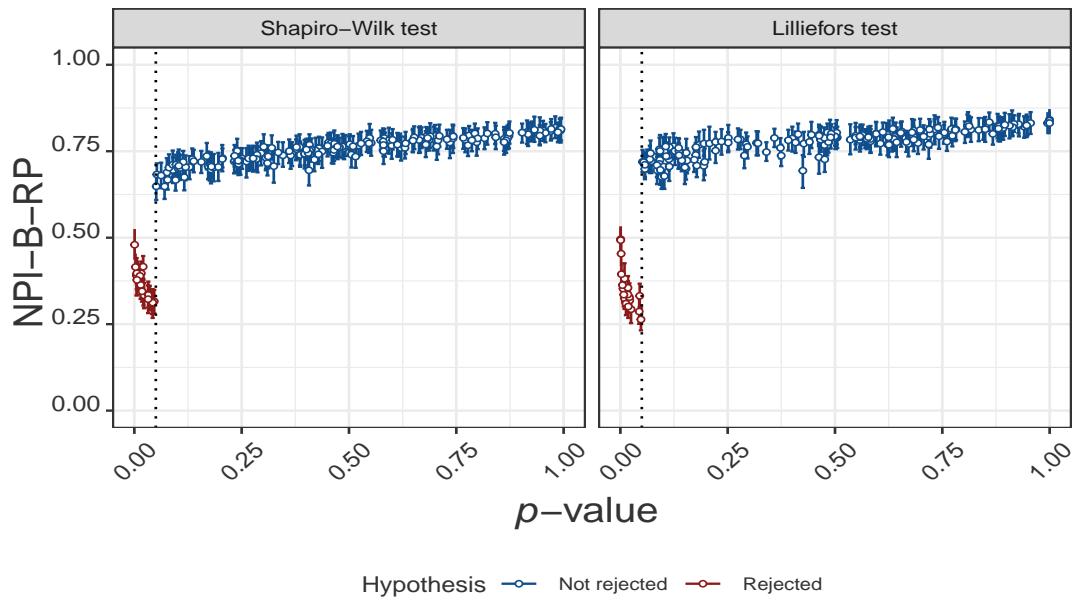 Shapiro−Wilk test
Lilliefors test
NPI−B−RP
1.00
0.75
0.50
0.25
0.00
0.00 0.25 0.50 0.75 1.00
0.00 0.25 0.50 0.75 1.00
p−value
Hypothesis Not rejected Rejected